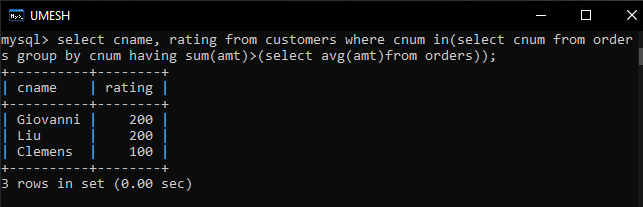 UMESH
mysql> select cname, rating from customers where cnum in(select cnum from order
s group by cnum having sum(amt)>(select avg(amt)from orders));
+----------+--------+
| cname    | rating |
+----------+--------+
| Giovanni |    200 |
| Liu      |    200 |
| Clemens  |    100 |
+----------+--------+
3 rows in set (0.00 sec)